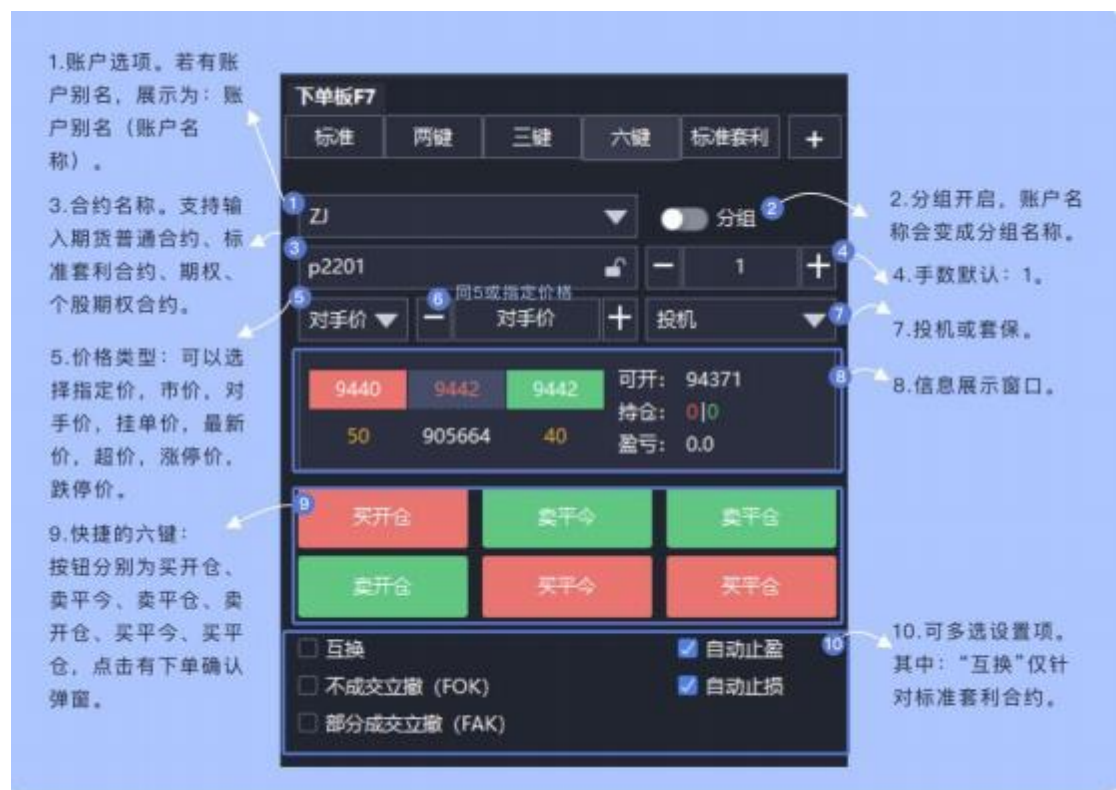 1.账户选项。若有账
户别名，展示为：账
户别名（账户名
称）。
3.合约名称。支持输
入期货普通合约、标
准套利合约、期权、
个股期权合约。
5.价格类型：可以选
择指定价，市价，对
手价，挂单价，最新
价，超价，涨停价，
跌停价。
9.快捷的六键：
按钮分别为买开仓、
卖平今、卖平仓、卖
开仓、买平今、买平
仓，点击有下单确认
弹窗。
下单板F7
标准 两键 三键 六键 标准套利 +
1 ZJ 分组 2
3 p2201 − 1 + 4
同5或指定价格
5 对手价 − 6 对手价 + 投机 7
9440 9442 9442 可开： 94371 8
持仓： 0|0
50 905664 40 盈亏： 0.0
9 买开仓 卖平今 卖平仓
卖开仓 买平今 买平仓
互换 自动止盈 10
不成交立撤（FOK） 自动止损
部分成交立撤（FAK）
2.分组开启，账户名
称会变成分组名称。
4.手数默认：1。
7.投机或套保。
8.信息展示窗口。
10.可多选设置项。
其中：“互换”仅针
对标准套利合约。